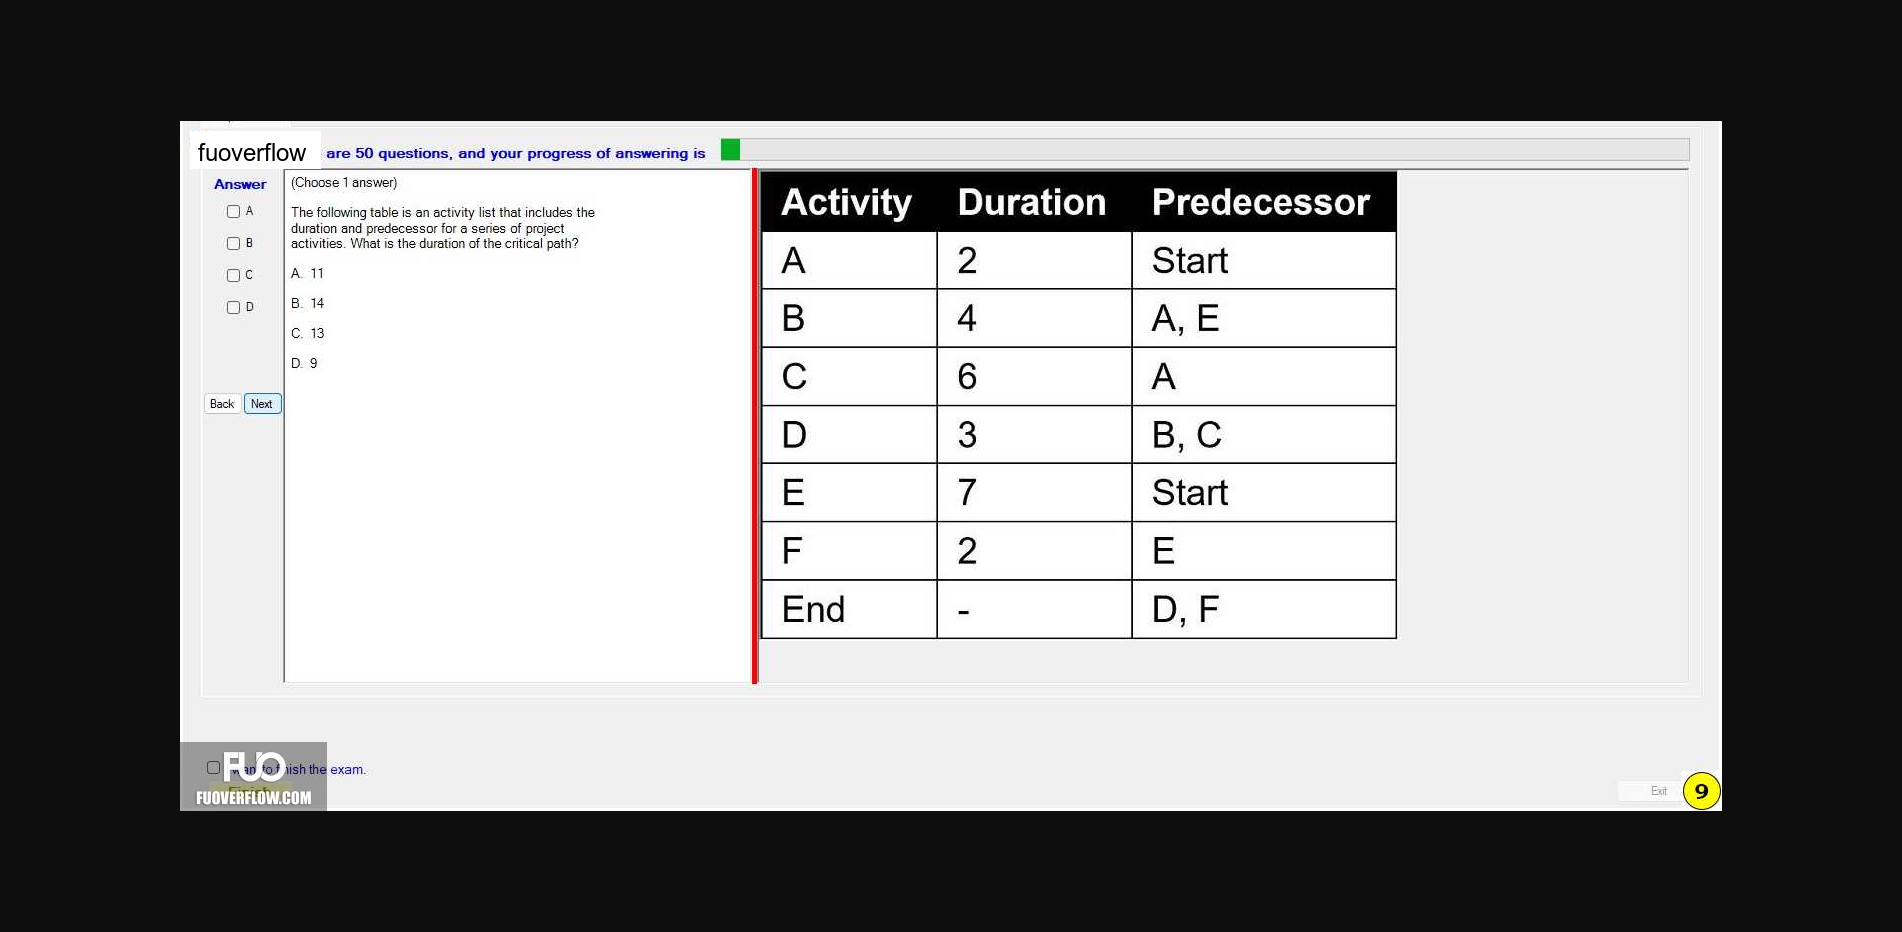 fuoverflow are 50 questions, and your progress of answering is
Answer
A
B
C
D
Back Next
(Choose 1 answer)
The following table is an activity list that includes the
duration and predecessor for a series of project
activities. What is the duration of the critical path?
A. 11
B. 14
C. 13
D. 9
Activity Duration Predecessor
A 2 Start
B 4 A, E
C 6 A
D 3 B, C
E 7 Start
F 2 E
End - D, F
FUO
to the exam.
Finish
FUOVERFLOW.COM
Exit 9